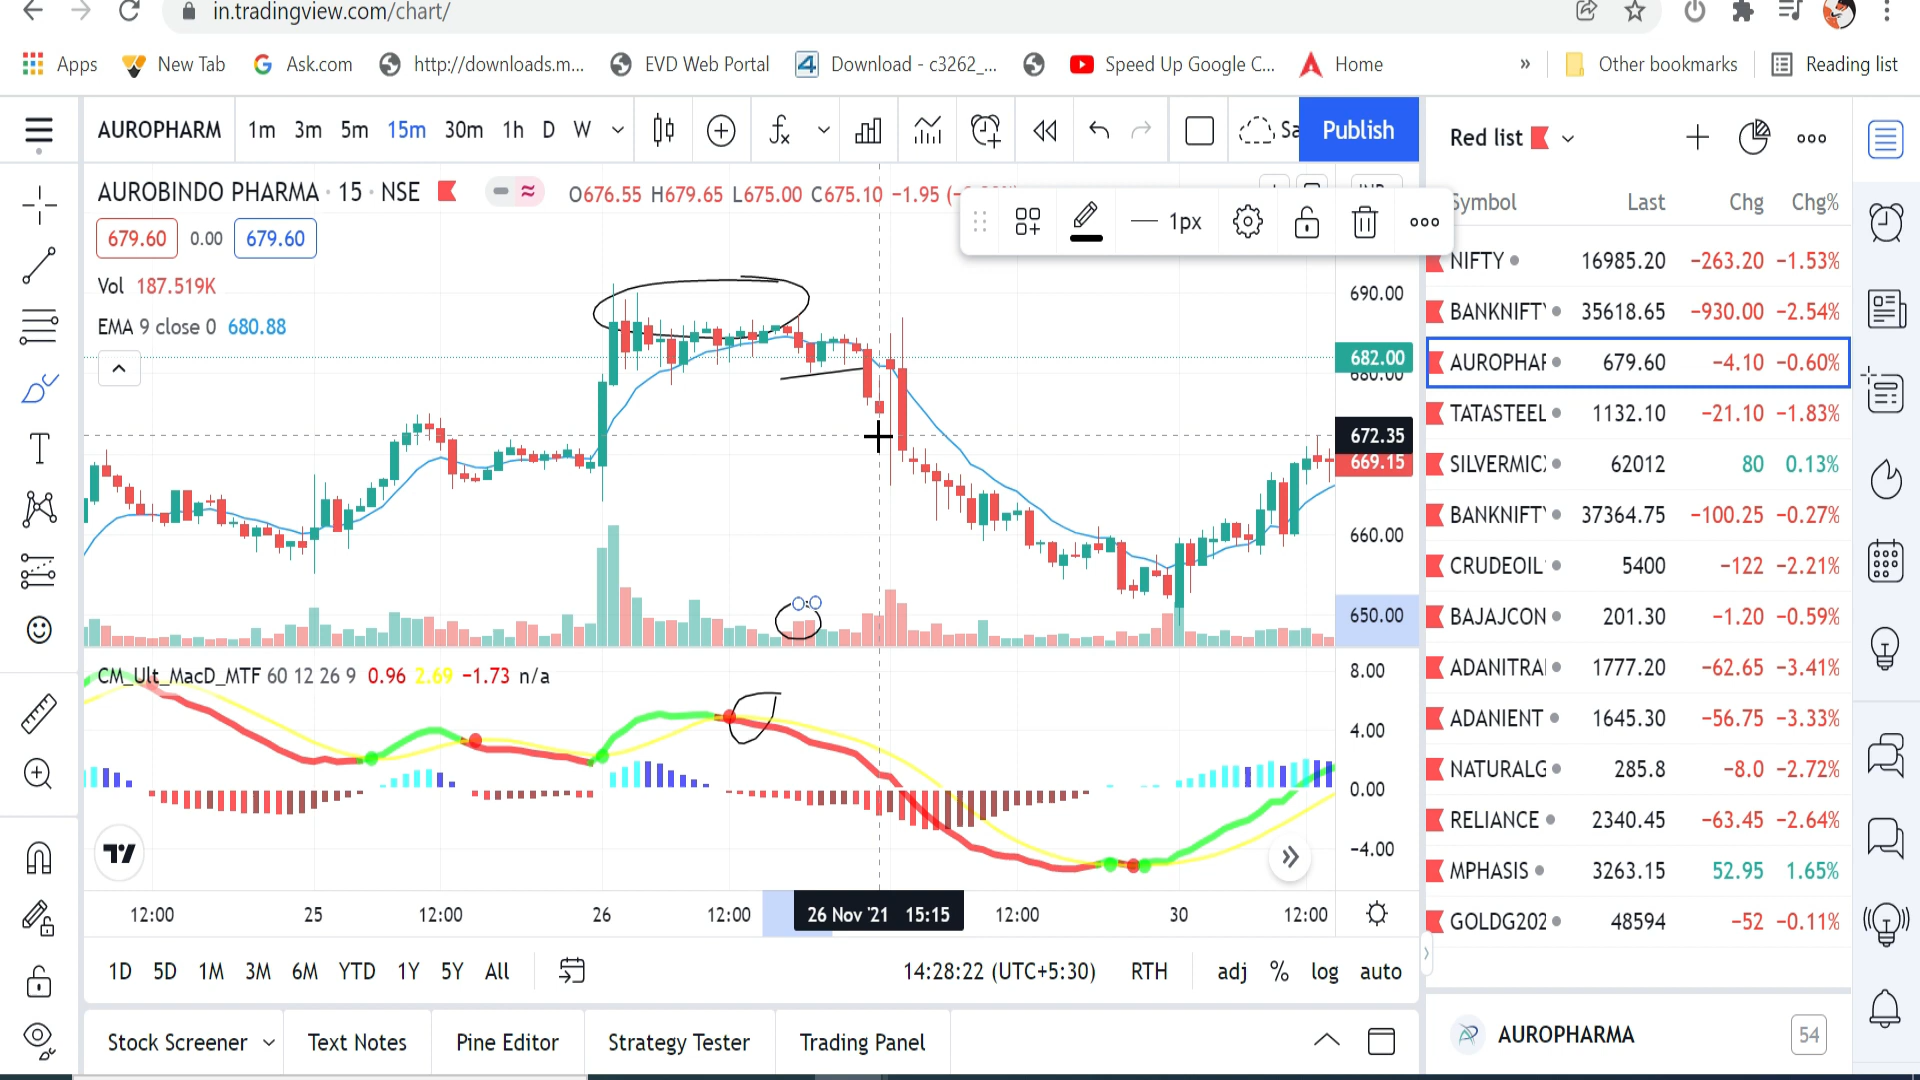 in.tradingview.com/chart/
Apps New Tab Ask.com http://downloads.m... EVD Web Portal Download - c3262_... Speed Up Google C... Home » Other bookmarks Reading list
AUROPHARM 1m 3m 5m 15m 30m 1h D W Publish
Red list
AUROBINDO PHARMA · 15 · NSE O676.55 H679.65 L675.00 C675.10 −1.95
1px
Symbol Last Chg Chg%
679.60 0.00 679.60
Vol 187.519K
EMA 9 close 0 680.88
NIFTY 16985.20 −263.20 −1.53%
BANKNIFTY 35618.65 −930.00 −2.54%
AUROPHAR 679.60 −4.10 −0.60%
TATASTEEL 1132.10 −21.10 −1.83%
SILVERMIC 62012 80 0.13%
BANKNIFTY 37364.75 −100.25 −0.27%
CRUDEOIL 5400 −122 −2.21%
BAJAJCON 201.30 −1.20 −0.59%
ADANITRA 1777.20 −62.65 −3.41%
ADANIENT 1645.30 −56.75 −3.33%
NATURALG 285.8 −8.0 −2.72%
RELIANCE 2340.45 −63.45 −2.64%
MPHASIS 3263.15 52.95 1.65%
GOLDG202 48594 −52 −0.11%
690.00
682.00
680.00
672.35
669.15
660.00
650.00
CM_Ult_MacD_MTF 60 12 26 9 0.96 2.69 −1.73 n/a
8.00
4.00
0.00
−4.00
12:00 25 12:00 26 12:00 26 Nov '21 15:15 12:00 30 12:00
1D 5D 1M 3M 6M YTD 1Y 5Y All 14:28:22 (UTC+5:30) RTH adj % log auto
Stock Screener Text Notes Pine Editor Strategy Tester Trading Panel
AUROPHARMA 54